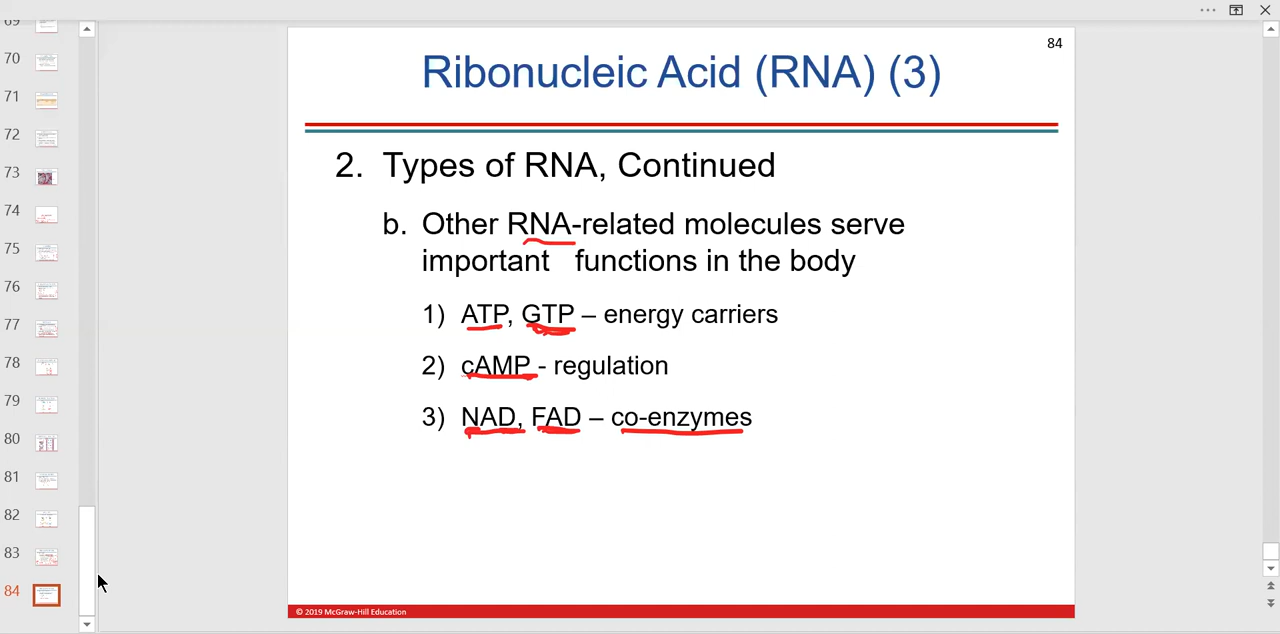 69
70
71
72
73
74
75
76
77
78
79
80
81
82
83
84
84
Ribonucleic Acid (RNA) (3)
2. Types of RNA, Continued
b. Other RNA-related molecules serve
important functions in the body
1) ATP, GTP – energy carriers
2) cAMP - regulation
3) NAD, FAD – co-enzymes
© 2019 McGraw-Hill Education